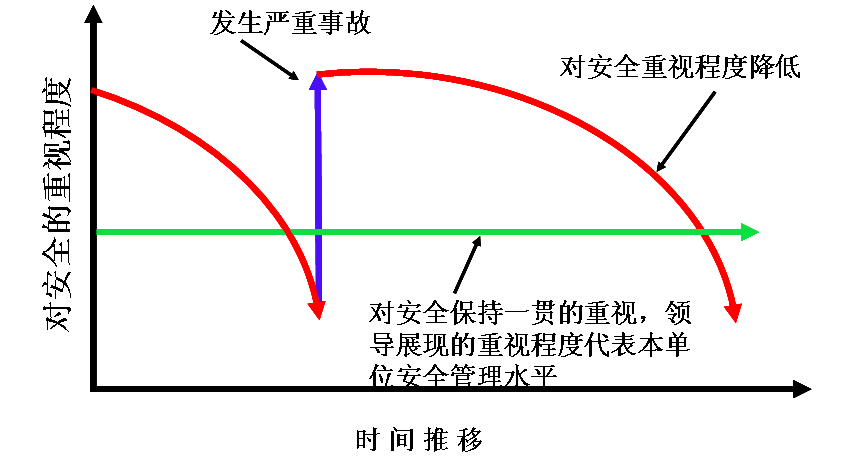 发生严重事故
对安全重视程度降低
对安全的重视程度
对安全保持一贯的重视，领
导展现的重视程度代表本单
位安全管理水平
时间推移